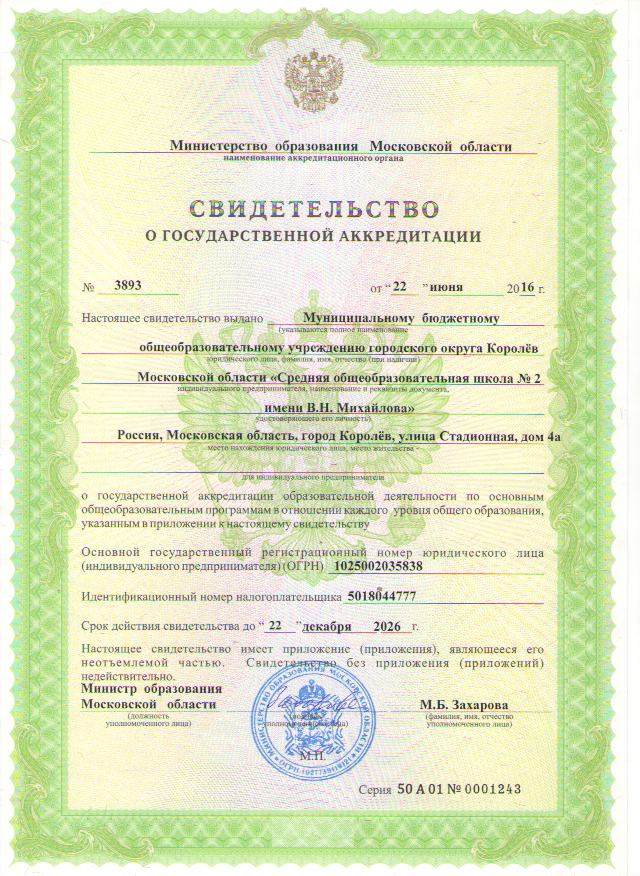 Министерство образования Московской области
наименование аккредитационного органа
СВИДЕТЕЛЬСТВО
О ГОСУДАРСТВЕННОЙ АККРЕДИТАЦИИ
№ 3893 от “ 22 ” июня 2016 г.
Настоящее свидетельство выдано Муниципальному бюджетному
(указываются полное наименование
общеобразовательному учреждению городского округа Королёв
юридического лица, фамилия, имя, отчество (при наличии)
Московской области «Средняя общеобразовательная школа № 2
индивидуального предпринимателя, наименование и реквизиты документа,
имени В.Н. Михайлова»
удостоверяющего его личность)
Россия, Московская область, город Королёв, улица Стадионная, дом 4а
место нахождения юридического лица, место жительства –
–
для индивидуального предпринимателя
о государственной аккредитации образовательной деятельности по основным
общеобразовательным программам в отношении каждого уровня общего образования,
указанным в приложении к настоящему свидетельству
Основной государственный регистрационный номер юридического лица
(индивидуального предпринимателя) (ОГРН) 1025002035838
Идентификационный номер налогоплательщика 5018044777
Срок действия свидетельства до “ 22 ” декабря 2026 г.
Настоящее свидетельство имеет приложение (приложения), являющееся его
неотъемлемой частью. Свидетельство без приложения (приложений)
недействительно.
Министр образования
Московской области М.Б. Захарова
(должность (подпись (фамилия, имя, отчество
уполномоченного лица) уполномоченного лица) уполномоченного лица)
МИНИСТЕРСТВО ОБРАЗОВАНИЯ МОСКОВСКОЙ ОБЛАСТИ
М.П.
Серия 50 А 01 № 0001243